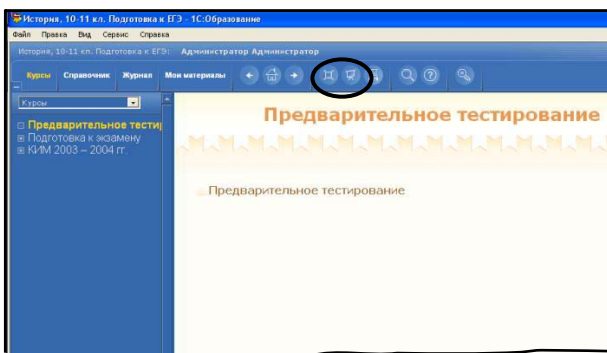 История, 10-11 кл. Подготовка к ЕГЭ - 1С:Образование
Файл Правка Вид Сервис Справка
История, 10-11 кл. Подготовка к ЕГЭ: Администратор Администратор
Курсы Справочник Журнал Мои материалы
Курсы
Предварительное тести
Подготовка к экзамену
КИМ 2003 – 2004 гг.
Предварительное тестирование
Предварительное тестирование